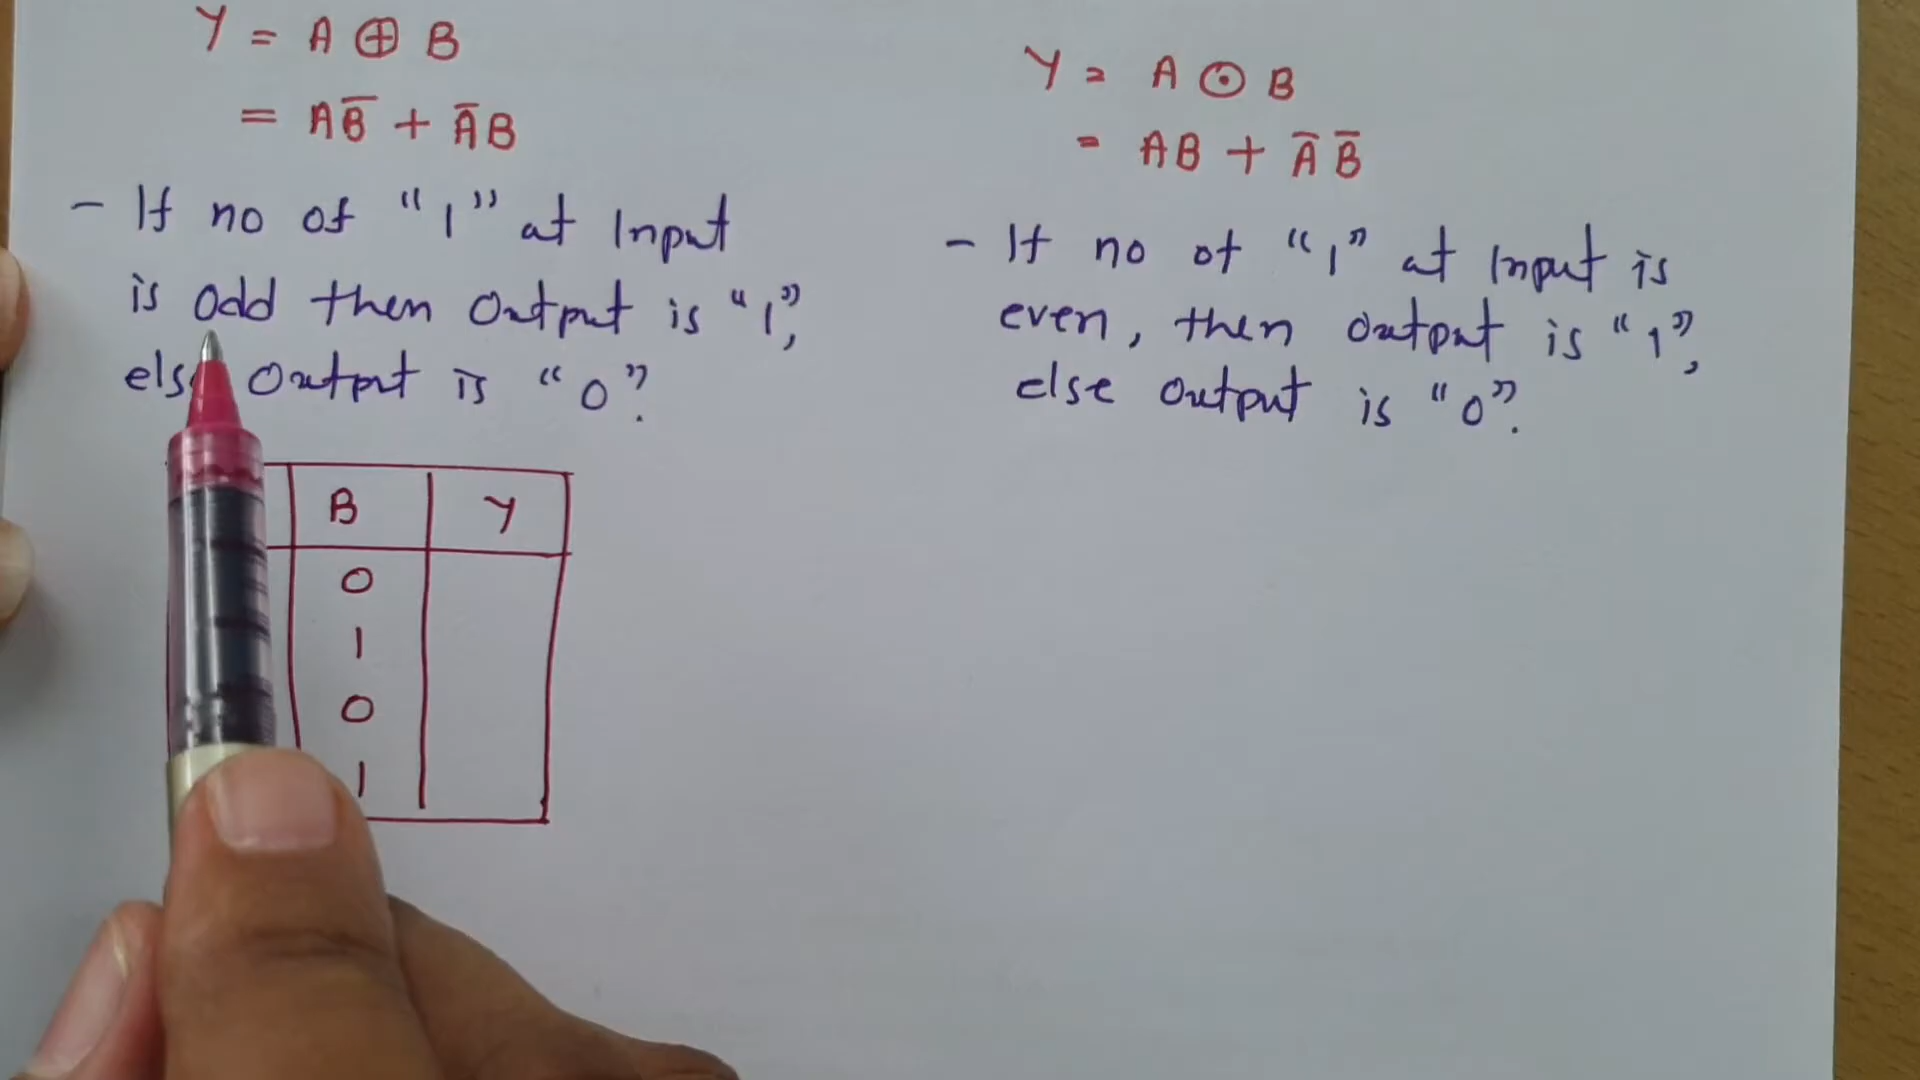 Y = A ⊕ B
= AB̅ + A̅B
- If no of "1" at Input
is odd then Output is "1",
else Output is "0".
B Y
0
1
0
1
Y = A ⊙ B
= AB + A̅ B̅
- If no of "1" at Input is
even, then Output is "1",
else Output is "0".